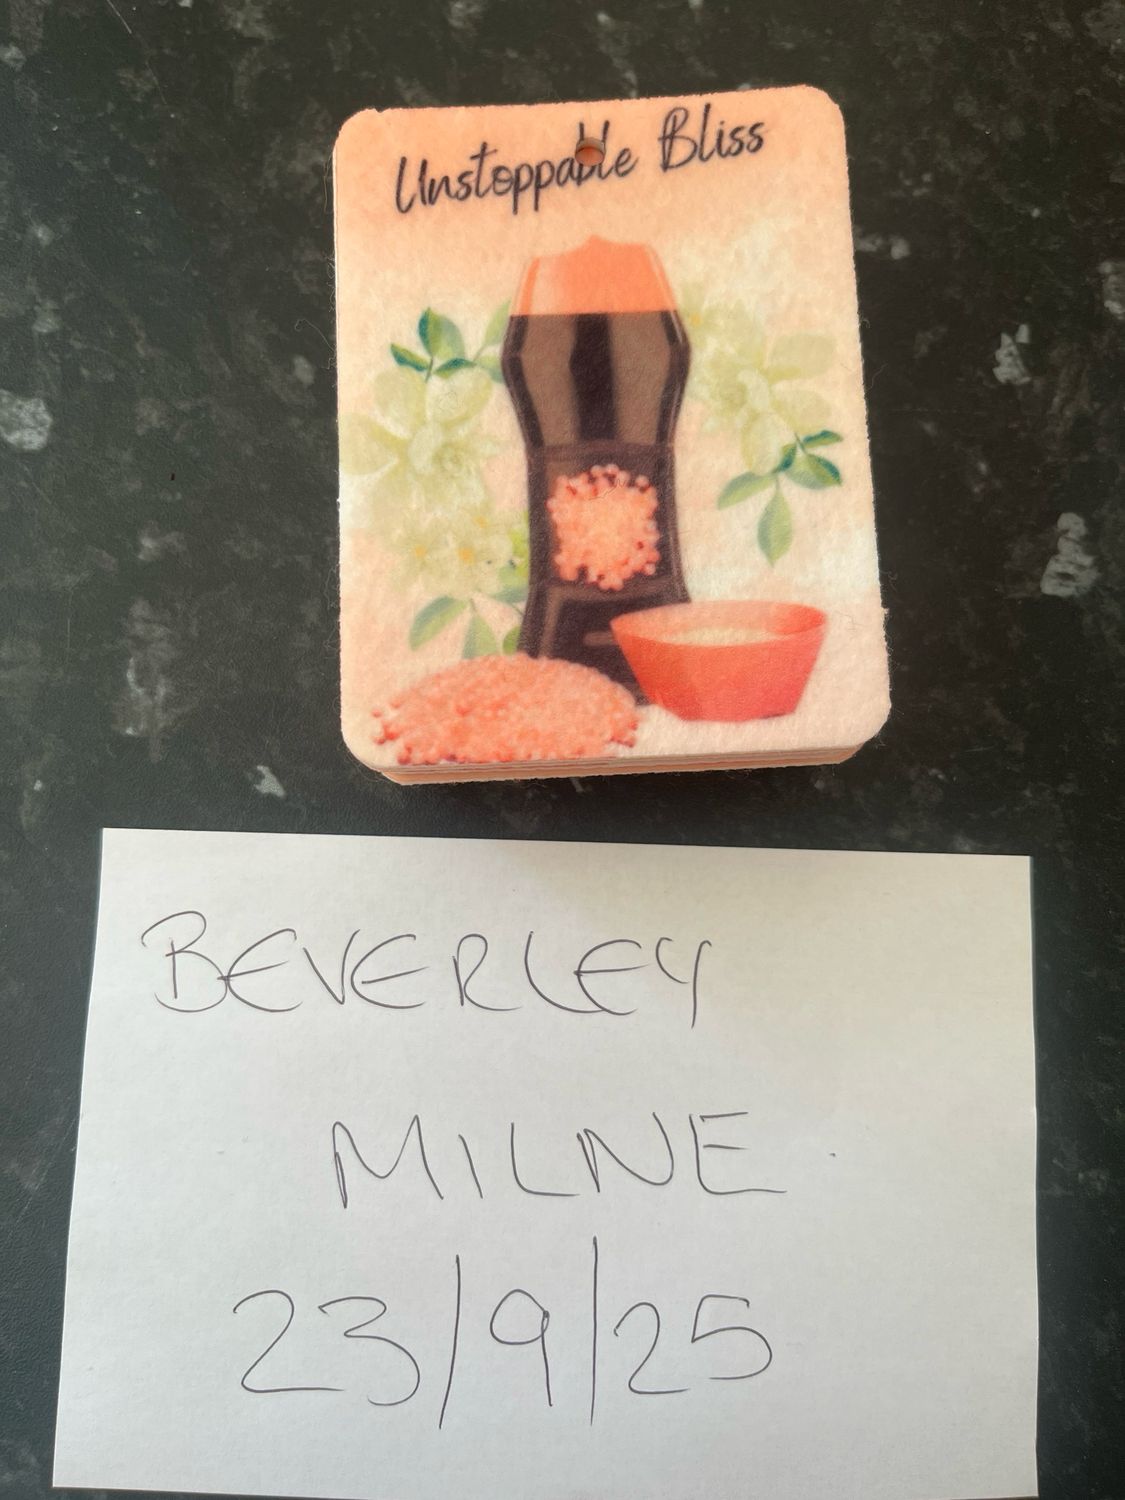 Unstoppable Bliss
BEVERLEY
MILNE
23/9/25